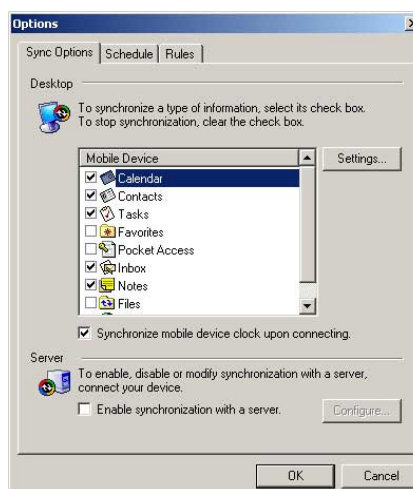 Options
Sync Options Schedule Rules
Desktop
To synchronize a type of information, select its check box.
To stop synchronization, clear the check box.
Mobile Device
Settings...
Calendar
Contacts
Tasks
Favorites
Pocket Access
Inbox
Notes
Files
Synchronize mobile device clock upon connecting.
Server
To enable, disable or modify synchronization with a server,
connect your device.
Enable synchronization with a server.
Configure...
OK Cancel